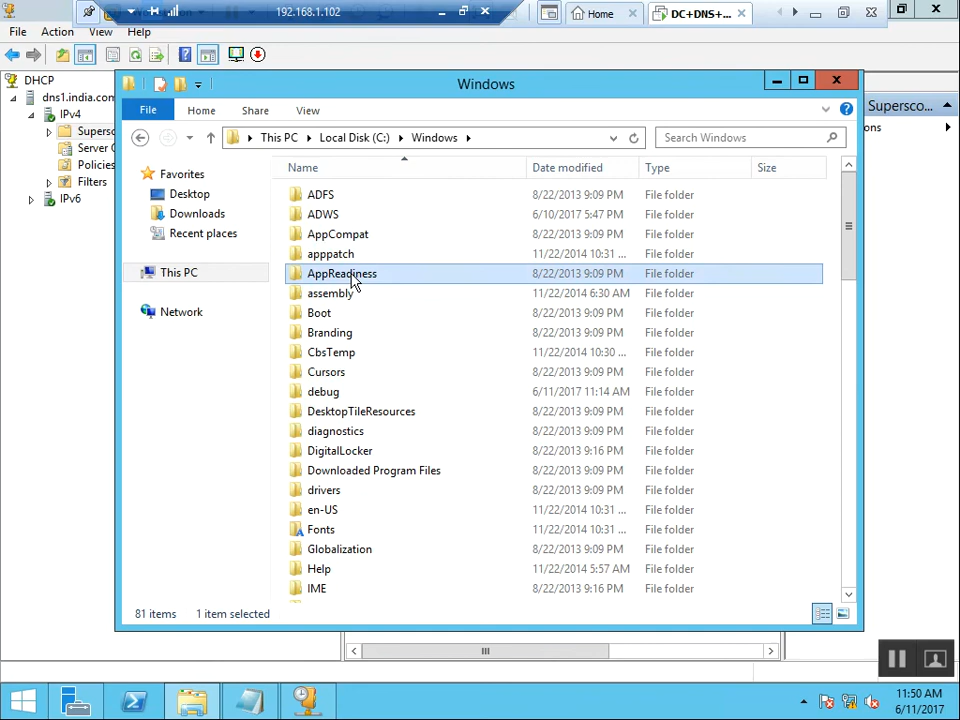 192.168.1.102
Home
DC+DNS+...
File Action View Help
DHCP
dns1.india.com
IPv4
Supersc
Server O
Policies
Filters
IPv6
Supersco...
ons
Windows
File Home Share View
This PC Local Disk (C:) Windows
Search Windows
Favorites
Desktop
Downloads
Recent places
This PC
Network
Name Date modified Type Size
ADFS 8/22/2013 9:09 PM File folder
ADWS 6/10/2017 5:47 PM File folder
AppCompat 8/22/2013 9:09 PM File folder
apppatch 11/22/2014 10:31 ... File folder
AppReadiness 8/22/2013 9:09 PM File folder
assembly 11/22/2014 6:30 AM File folder
Boot 8/22/2013 9:09 PM File folder
Branding 8/22/2013 9:09 PM File folder
CbsTemp 11/22/2014 10:30 ... File folder
Cursors 8/22/2013 9:09 PM File folder
debug 6/11/2017 11:14 AM File folder
DesktopTileResources 8/22/2013 9:09 PM File folder
diagnostics 8/22/2013 9:09 PM File folder
DigitalLocker 8/22/2013 9:16 PM File folder
Downloaded Program Files 8/22/2013 9:09 PM File folder
drivers 8/22/2013 9:09 PM File folder
en-US 11/22/2014 10:31 ... File folder
Fonts 11/22/2014 10:31 ... File folder
Globalization 8/22/2013 9:09 PM File folder
Help 11/22/2014 5:57 AM File folder
IME 8/22/2013 9:16 PM File folder
81 items 1 item selected
11:50 AM
6/11/2017